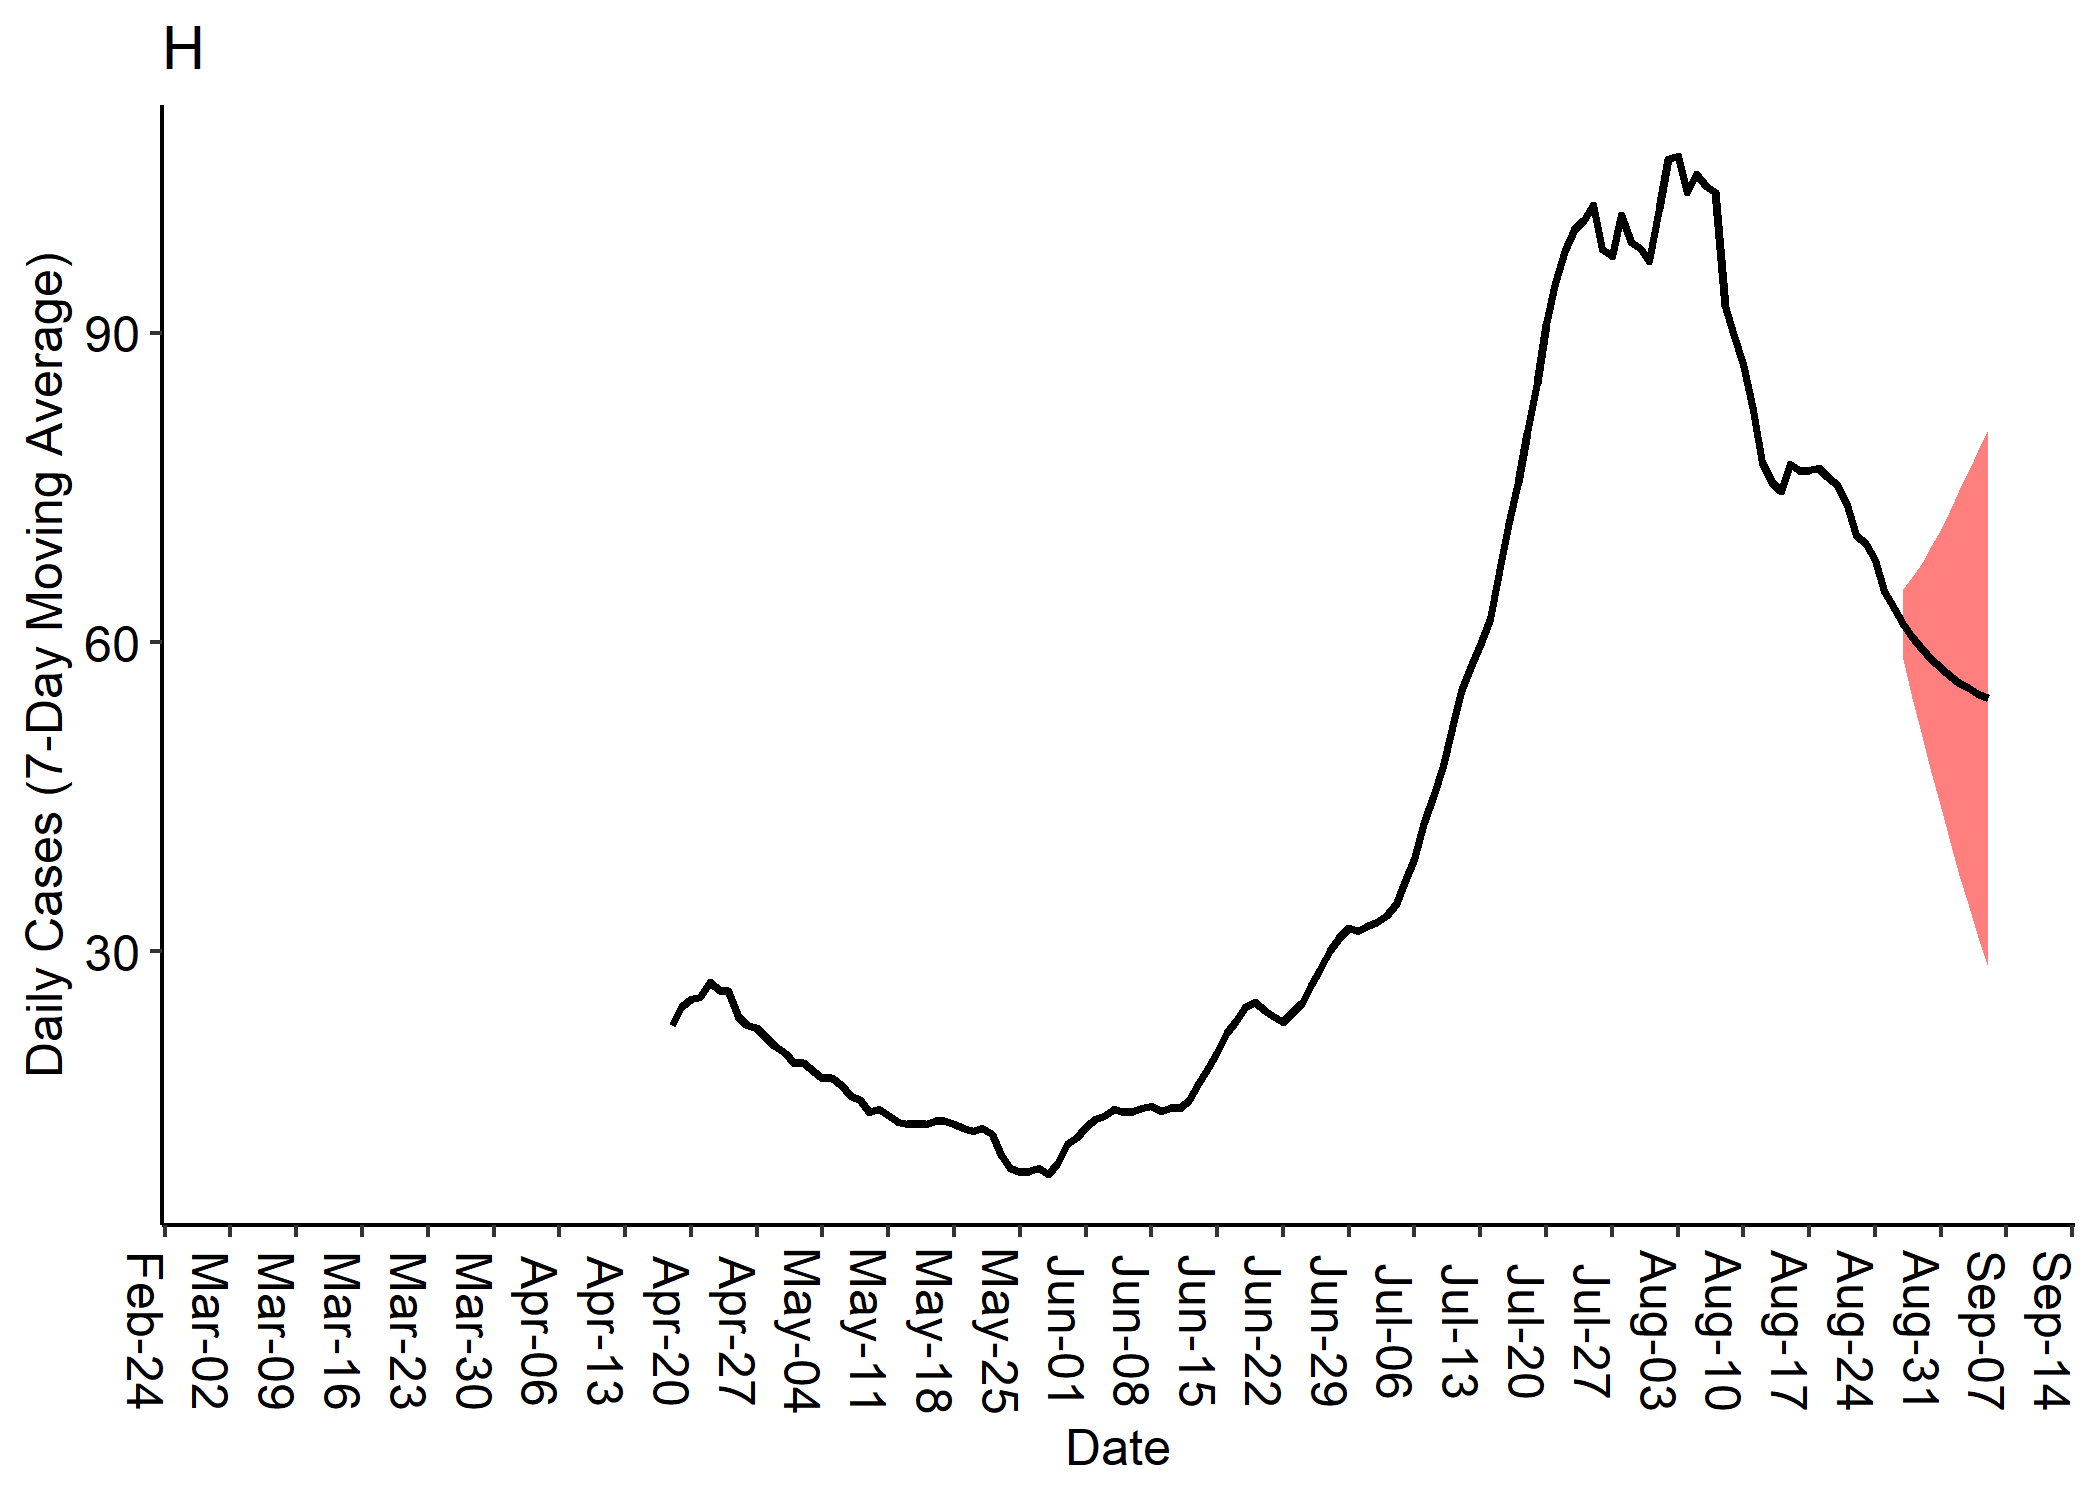 H
Daily Cases (7-Day Moving Average)
90
60
30
Feb-24
Mar-02
Mar-09
Mar-16
Mar-23
Mar-30
Apr-06
Apr-13
Apr-20
Apr-27
May-04
May-11
May-18
May-25
Jun-01
Jun-08
Jun-15
Jun-22
Jun-29
Jul-06
Jul-13
Jul-20
Jul-27
Aug-03
Aug-10
Aug-17
Aug-24
Aug-31
Sep-07
Sep-14
Date